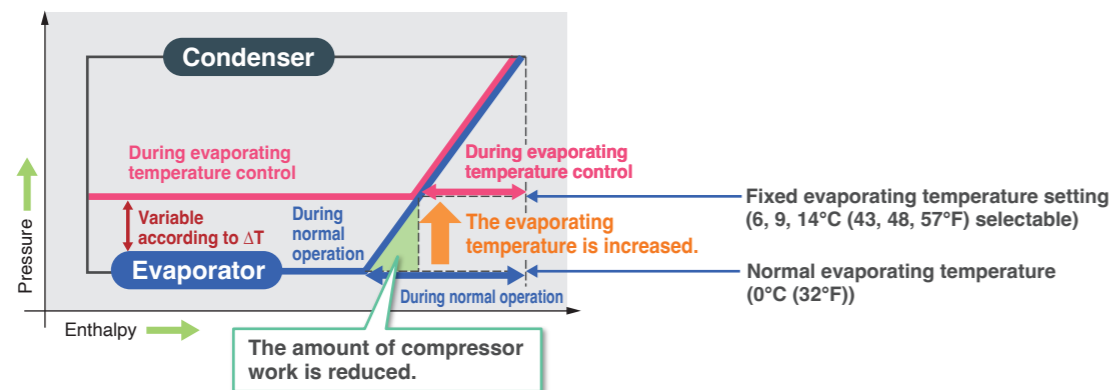 Condenser
During evaporating
temperature control
During evaporating
temperature control
Fixed evaporating temperature setting
(6, 9, 14°C (43, 48, 57°F) selectable)
Variable
according to ΔT
During
normal
operation
The evaporating
temperature is increased.
Evaporator
Normal evaporating temperature
(0°C (32°F))
During normal operation
Pressure
Enthalpy
The amount of compressor
work is reduced.